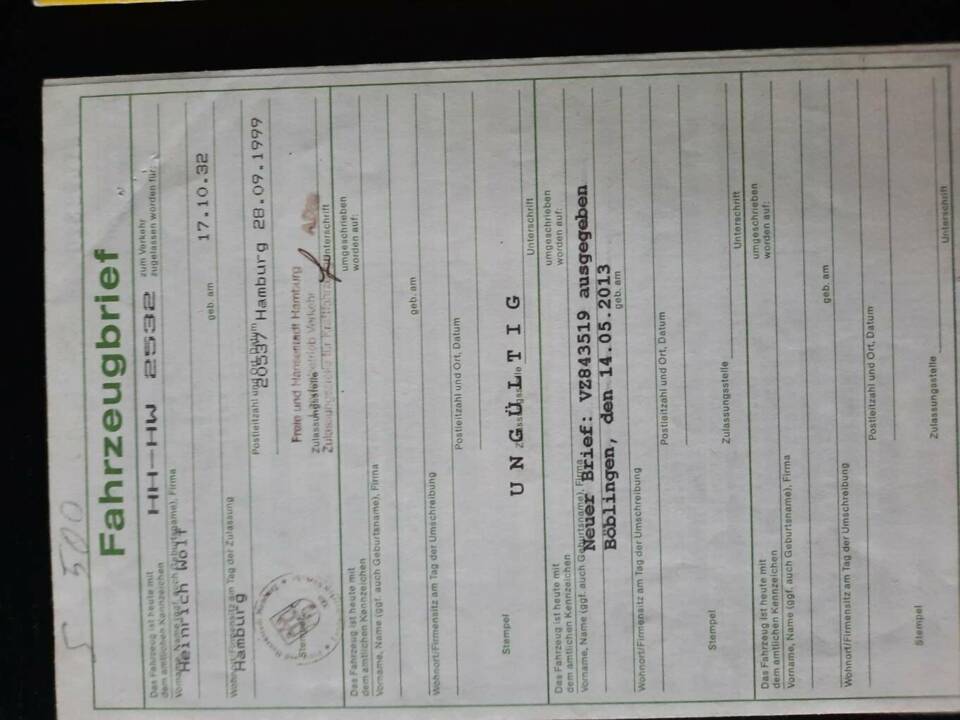 S 500
Fahrzeugbrief
Das Fahrzeug ist heute mit
dem amtlichen Kennzeichen
HH-HW 2532
zum Verkehr
zugelassen worden für:
Vorname, Name (ggf. auch Geburtsname), Firma
Heinrich Wolf
geb. am
17.10.32
Wohnort/Firmensitz am Tag der Zulassung
Hamburg
Postleitzahl und Ort, Datum
20537 Hamburg 28.09.1999
Freie und Hansestadt Hamburg
Landesbetrieb Verkehr
Zulassungsstelle
Zulassungsstelle für Kraftfahrzeuge
Unterschrift
Das Fahrzeug ist heute mit
dem amtlichen Kennzeichen
umgeschrieben
worden auf:
Vorname, Name (ggf. auch Geburtsname), Firma
geb. am
Wohnort/Firmensitz am Tag der Umschreibung
Postleitzahl und Ort, Datum
Stempel
Zulassungsstelle
Unterschrift
UNGÜLTIG
Das Fahrzeug ist heute mit
dem amtlichen Kennzeichen
umgeschrieben
worden auf:
Vorname, Name (ggf. auch Geburtsname), Firma
Neuer Brief: VZ843519 ausgegeben
Böblingen, den 14.05.2013
geb. am
Wohnort/Firmensitz am Tag der Umschreibung
Postleitzahl und Ort, Datum
Stempel
Zulassungsstelle
Unterschrift
Das Fahrzeug ist heute mit
dem amtlichen Kennzeichen
umgeschrieben
worden auf:
Vorname, Name (ggf. auch Geburtsname), Firma
geb. am
Wohnort/Firmensitz am Tag der Umschreibung
Postleitzahl und Ort, Datum
Stempel
Zulassungsstelle
Unterschrift